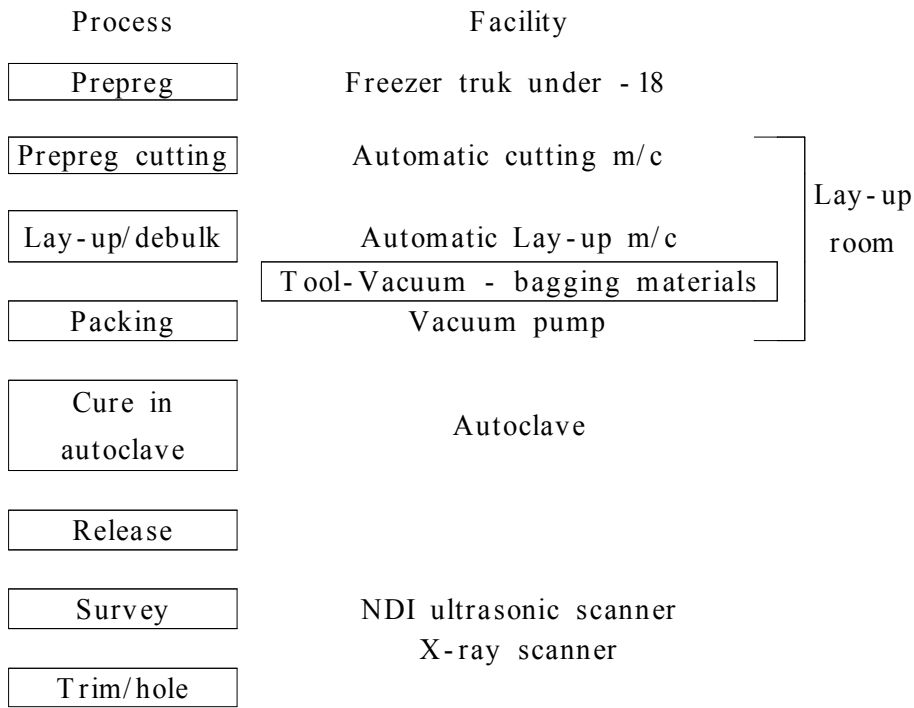 Process Facility
Prepreg Freezer truk under -18
Prepreg cutting Automatic cutting m/c
Lay-up
room
Lay-up/debulk Automatic Lay-up m/c
Tool-Vacuum - bagging materials
Packing Vacuum pump
Cure in
autoclave
Autoclave
Release
Survey NDI ultrasonic scanner
X-ray scanner
Trim/hole